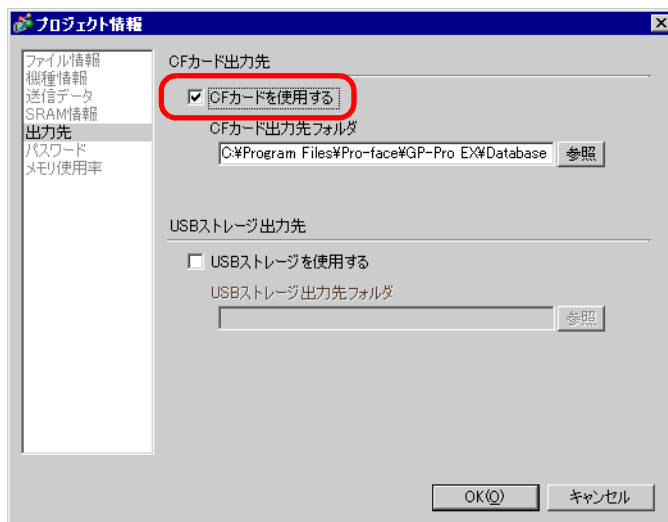 プロジェクト情報
ファイル情報
機種情報
送信データ
SRAM情報
出力先
パスワード
メモリ使用率
CFカード出力先
CFカードを使用する
CFカード出力先フォルダ
C:¥Program Files¥Pro-face¥GP-Pro EX¥Database 参照
USBストレージ出力先
USBストレージを使用する
USBストレージ出力先フォルダ
参照
OK(O) キャンセル